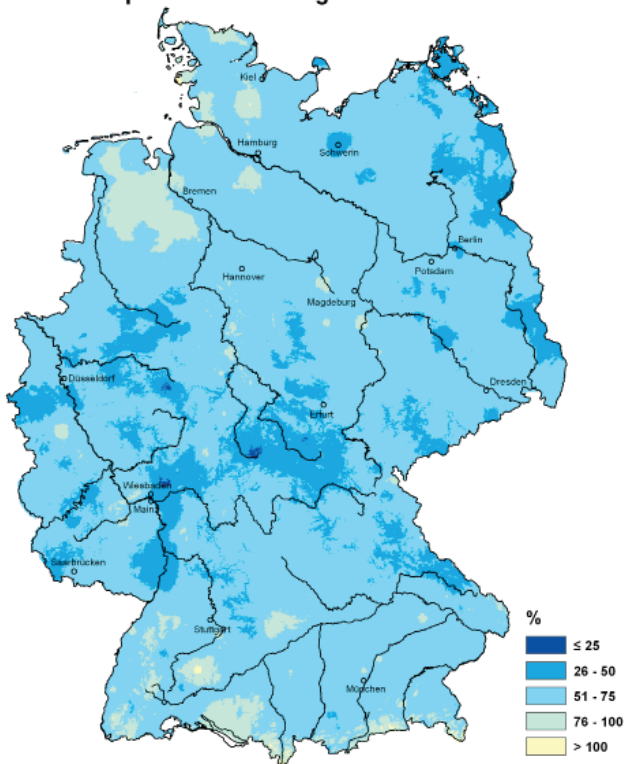 Kiel
Hamburg
Schwerin
Bremen
Berlin
Hannover
Potsdam
Magdeburg
Düsseldorf
Dresden
Erfurt
Wiesbaden
Mainz
Saarbrücken
Stuttgart
München
%
≤ 25
26 - 50
51 - 75
76 - 100
> 100